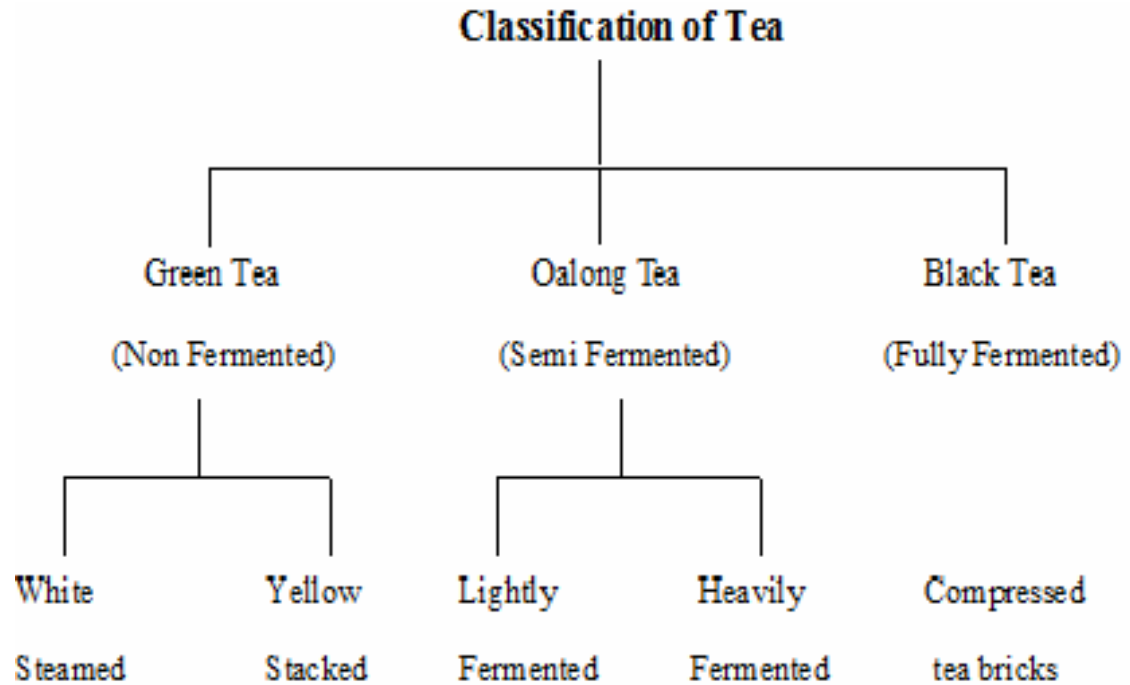 Classification of Tea
Green Tea Oalong Tea Black Tea
(Non Fermented) (Semi Fermented) (Fully Fermented)
White Yellow Lightly Heavily Compressed
Steamed Stacked Fermented Fermented tea bricks